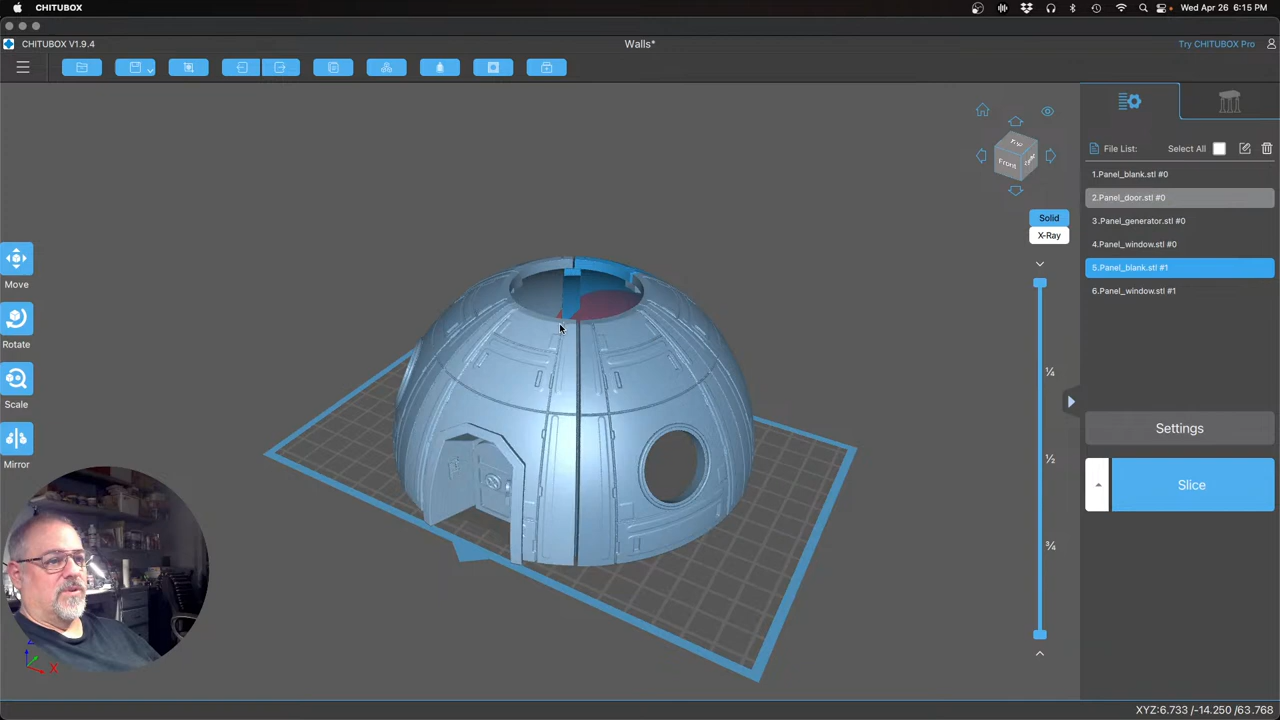 CHITUBOX
Wed Apr 26 6:15 PM
CHITUBOX V1.9.4
Walls*
Try CHITUBOX Pro
File List:
Select All
1.Panel_blank.stl #0
2.Panel_door.stl #0
3.Panel_generator.stl #0
4.Panel_window.stl #0
5.Panel_blank.stl #1
6.Panel_window.stl #1
Front
Solid
X-Ray
Move
Rotate
Scale
Mirror
¼
½
¾
Settings
Slice
Z
X
XYZ:6.733 /-14.250 /63.768